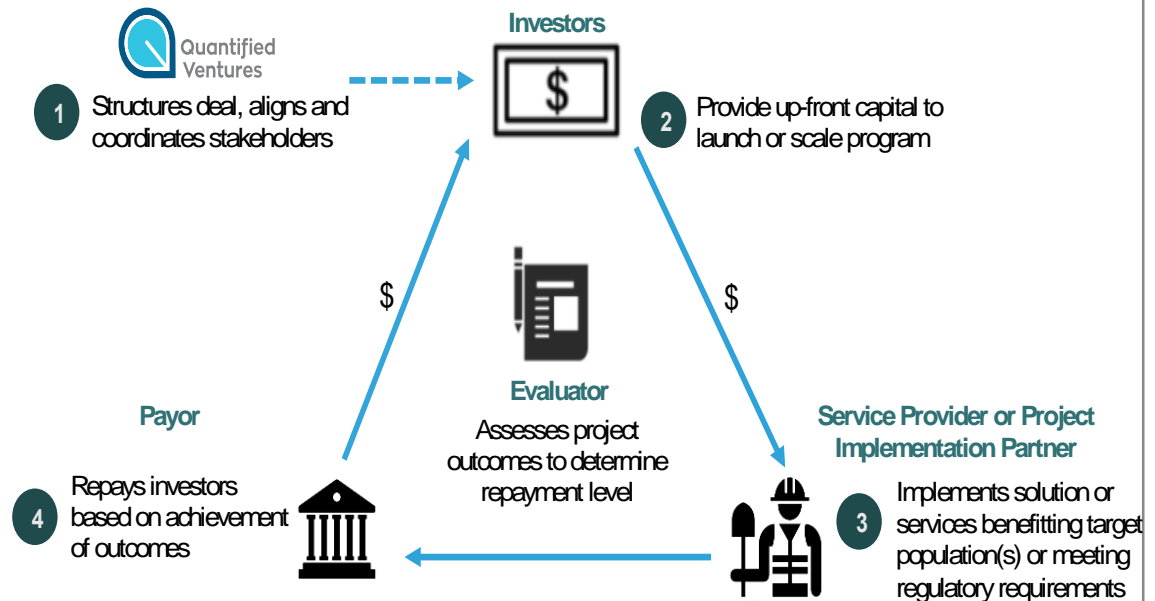 Quantified
Ventures
1
Structures deal, aligns and
coordinates stakeholders
Investors
$
2
Provide up-front capital to
launch or scale program
$
$
Evaluator
Assesses project
outcomes to determine
repayment level
Payor
4
Repays investors
based on achievement
of outcomes
Service Provider or Project
Implementation Partner
3
Implements solution or
services benefitting target
population(s) or meeting
regulatory requirements